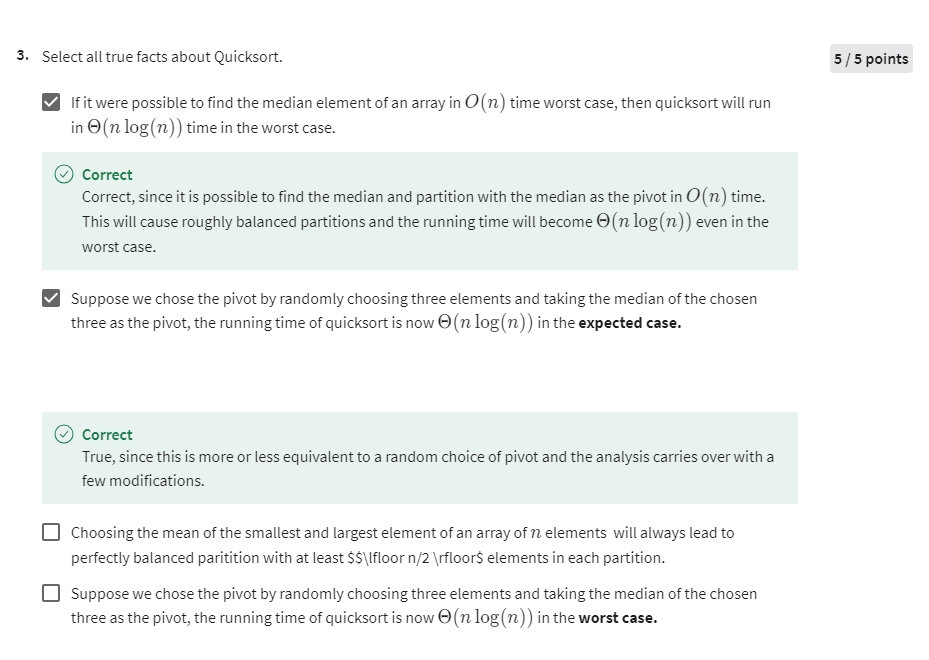 3. Select all true facts about Quicksort.
5 / 5 points
If it were possible to find the median element of an array in O(n) time worst case, then quicksort will run
in Θ(n log(n)) time in the worst case.
Correct
Correct, since it is possible to find the median and partition with the median as the pivot in O(n) time.
This will cause roughly balanced partitions and the running time will become Θ(n log(n)) even in the
worst case.
Suppose we chose the pivot by randomly choosing three elements and taking the median of the chosen
three as the pivot, the running time of quicksort is now Θ(n log(n)) in the expected case.
Correct
True, since this is more or less equivalent to a random choice of pivot and the analysis carries over with a
few modifications.
Choosing the mean of the smallest and largest element of an array of n elements will always lead to
perfectly balanced paritition with at least $$\lfloor n/2 \rfloor$ elements in each partition.
Suppose we chose the pivot by randomly choosing three elements and taking the median of the chosen
three as the pivot, the running time of quicksort is now Θ(n log(n)) in the worst case.